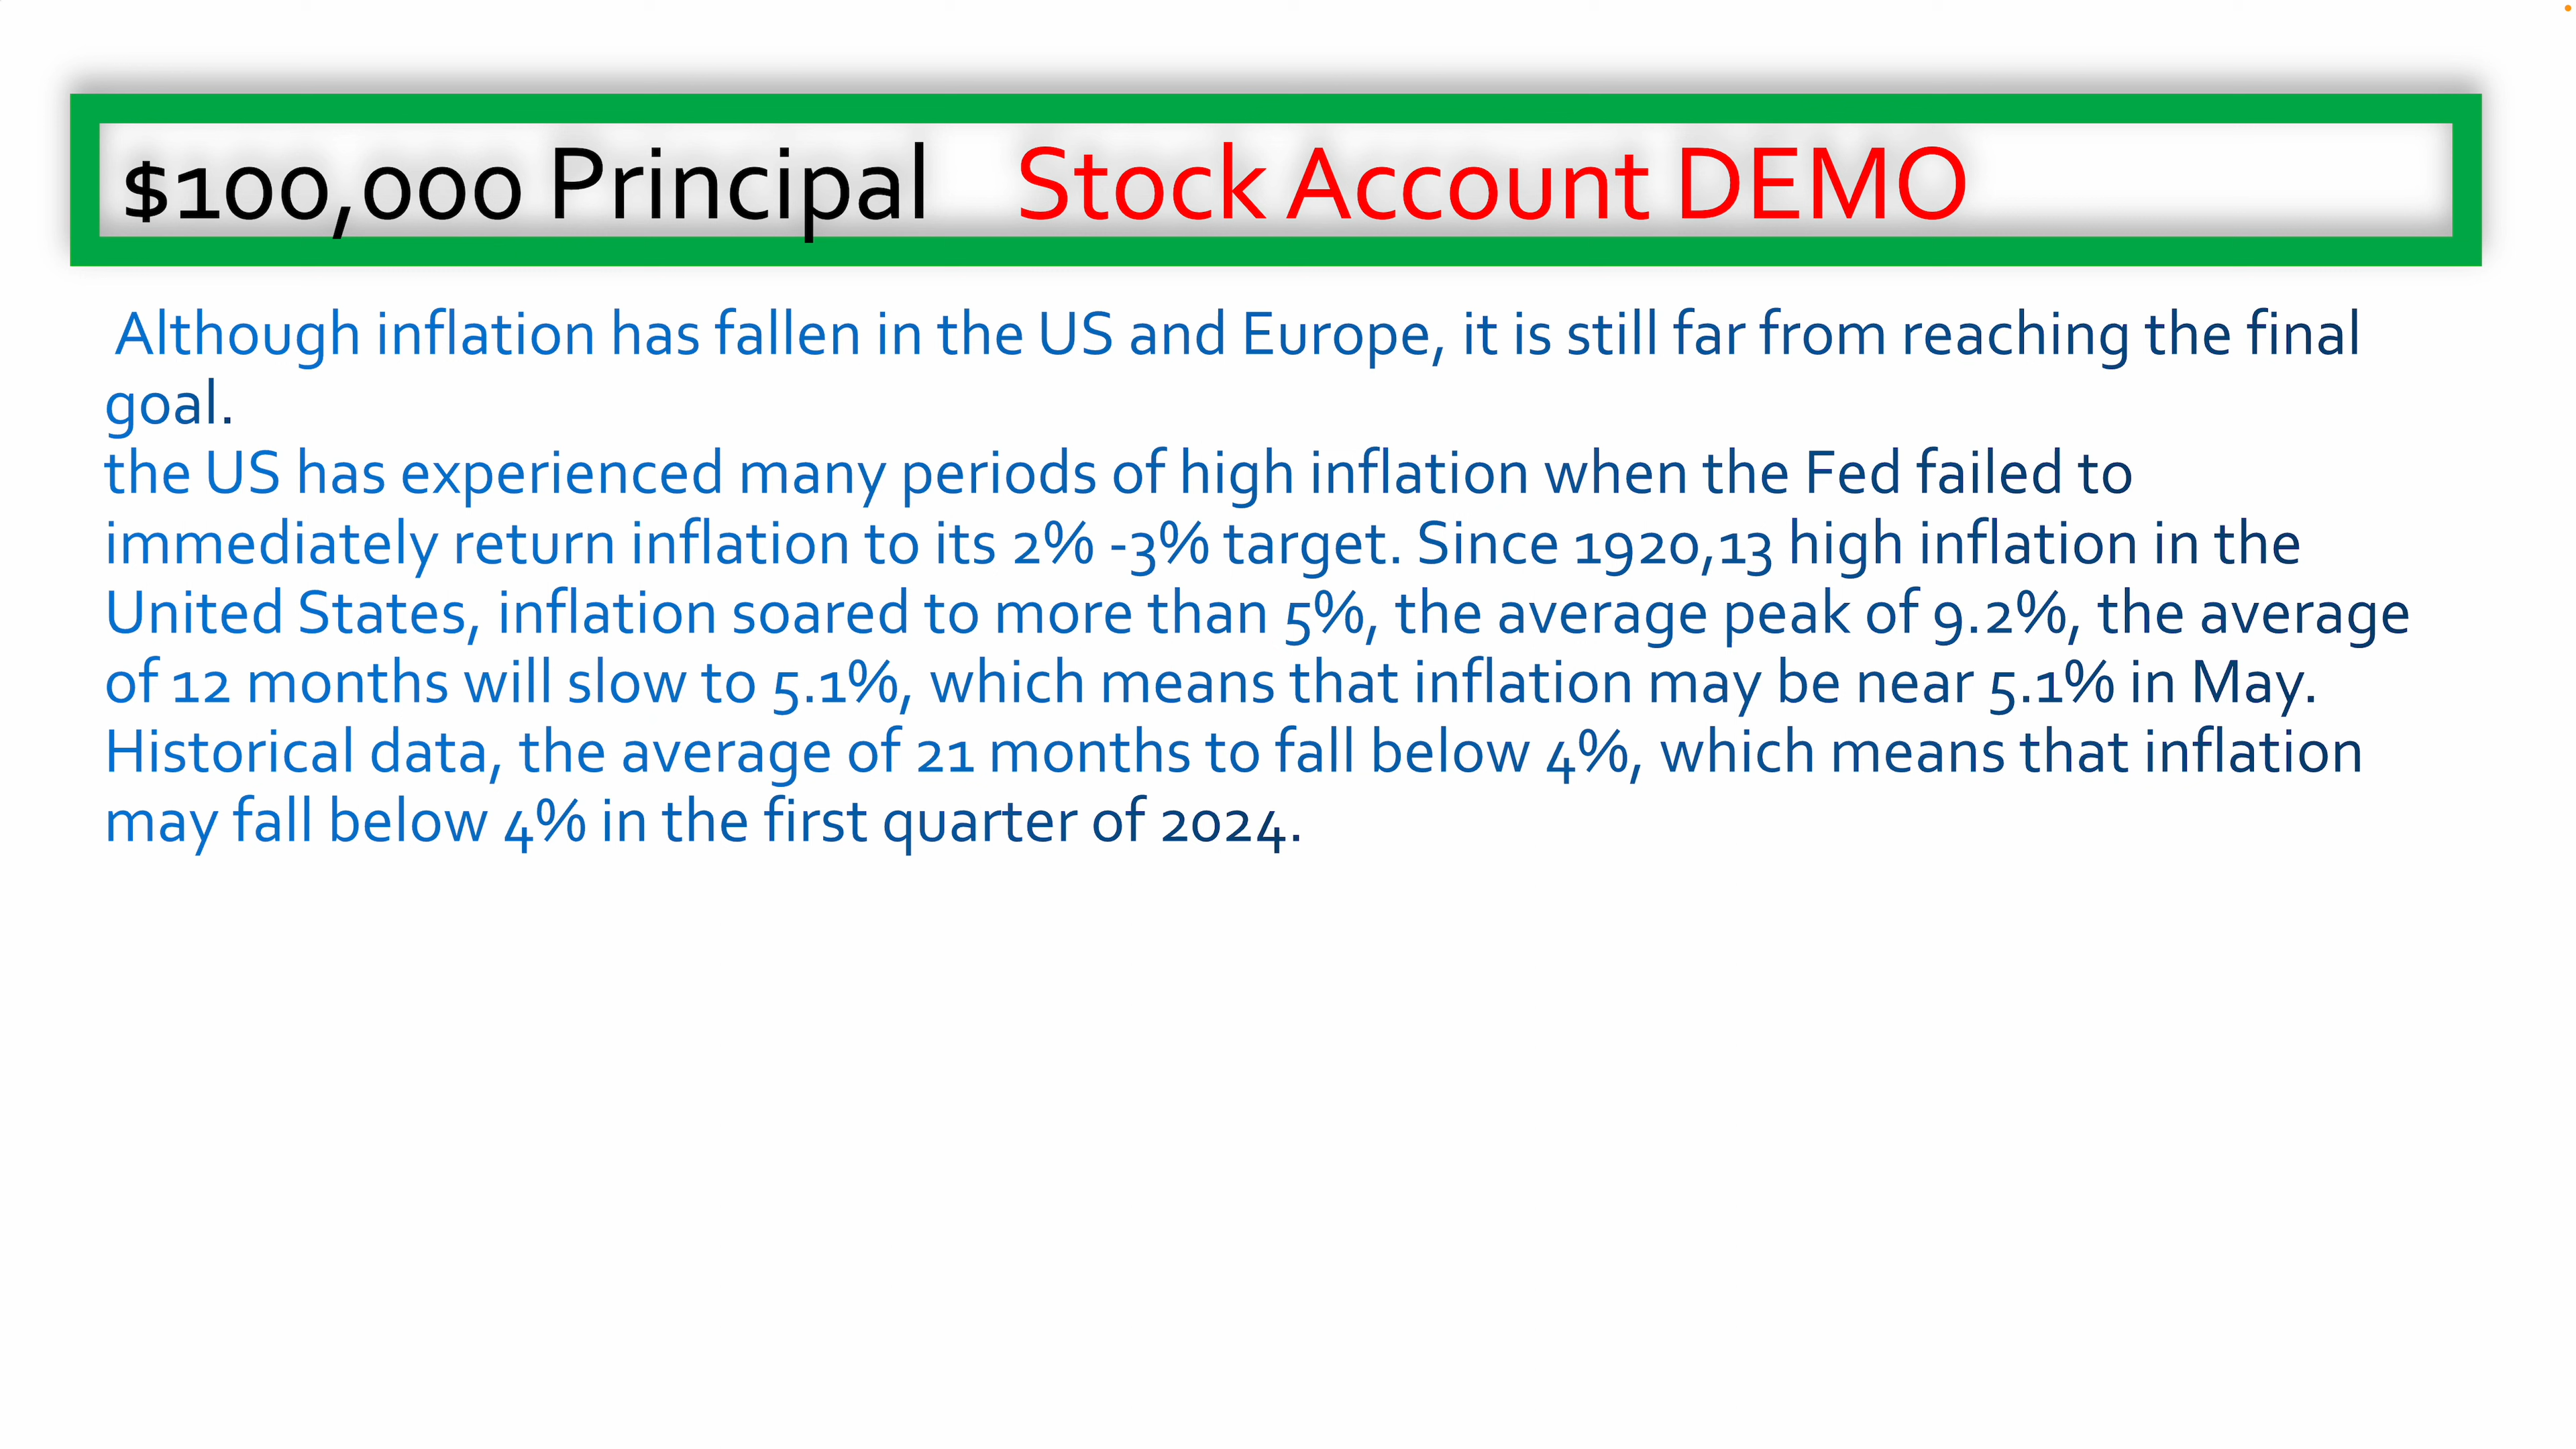 $100,000 Principal Stock Account DEMO
Although inflation has fallen in the US and Europe, it is still far from reaching the final
goal.
the US has experienced many periods of high inflation when the Fed failed to
immediately return inflation to its 2% -3% target. Since 1920,13 high inflation in the
United States, inflation soared to more than 5%, the average peak of 9.2%, the average
of 12 months will slow to 5.1%, which means that inflation may be near 5.1% in May.
Historical data, the average of 21 months to fall below 4%, which means that inflation
may fall below 4% in the first quarter of 2024.